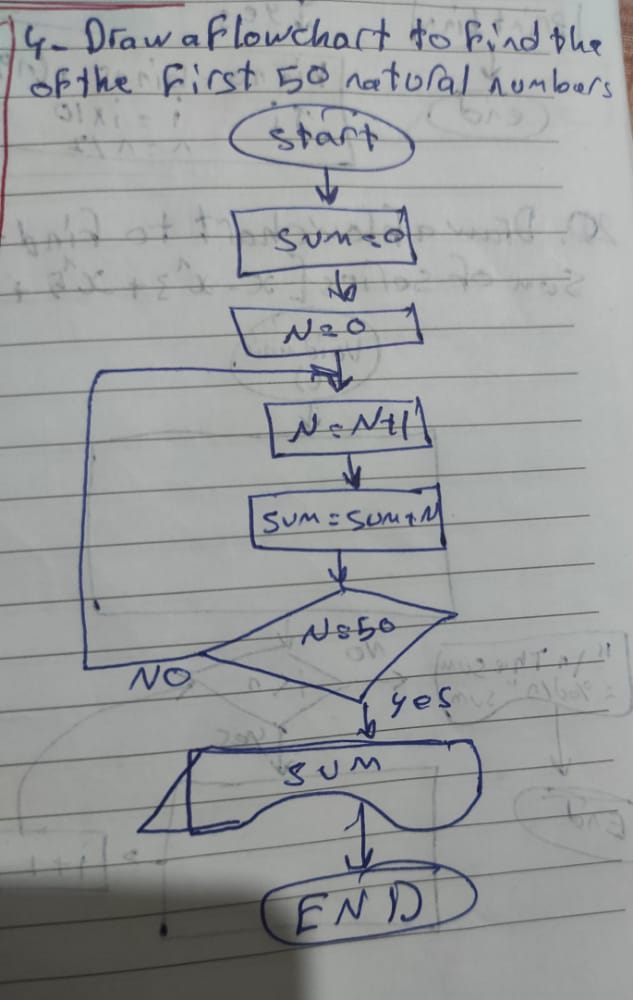 4- Draw a Flowchart to Find the
of the First 50 natural numbers
Start
SUM=0
N=0
N=N+1
SUM=SUM+N
N=50
NO
yes
SUM
END